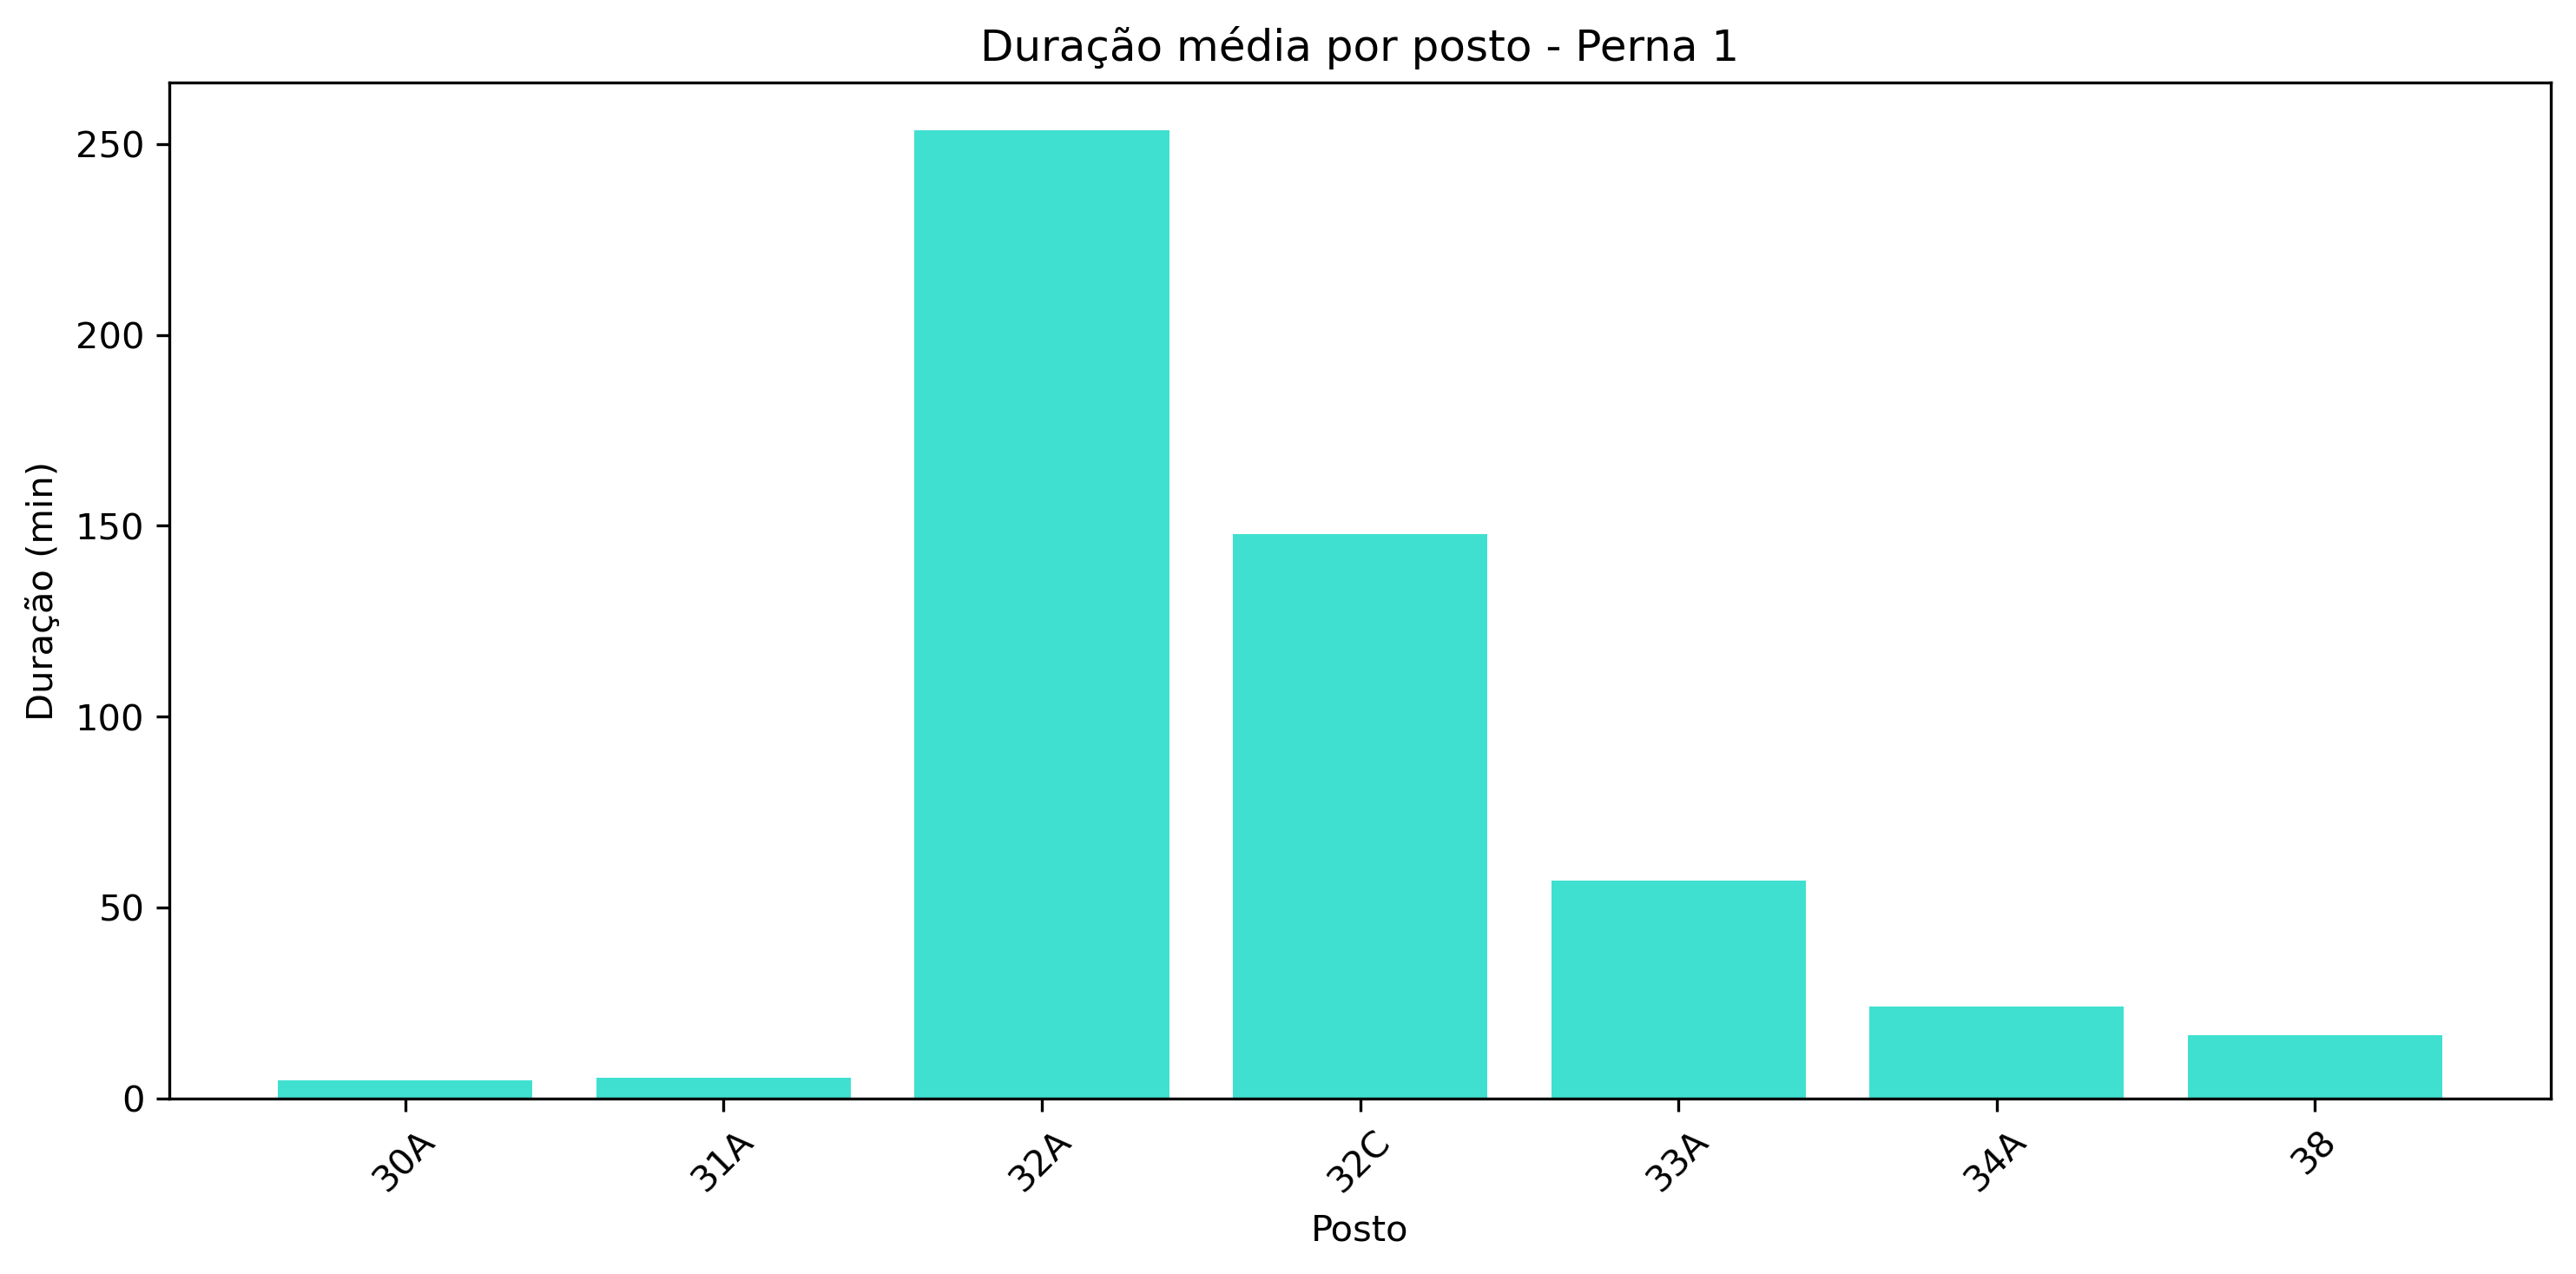 Duração média por posto - Perna 1
Duração (min)
250
200
150
100
50
0
30A
31A
32A
32C
33A
34A
38
Posto